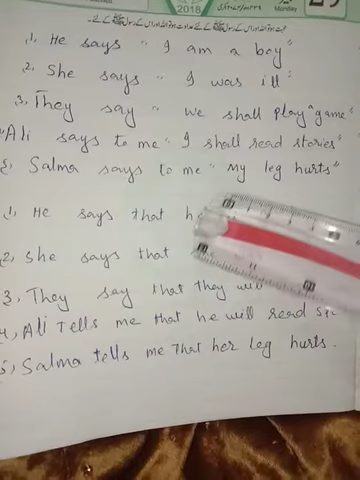 2018
Monday
1, He says " I am a boy"
2, She says " I was ill"
3, They say " we shall play "game"
Ali says to me " I shall read stories"
5, Salma says to me " My leg hurts"
1, He says that
2, She says that
3, They say that they will
4, Ali tells me that he will read
5, Salma tells me that her leg hurts.